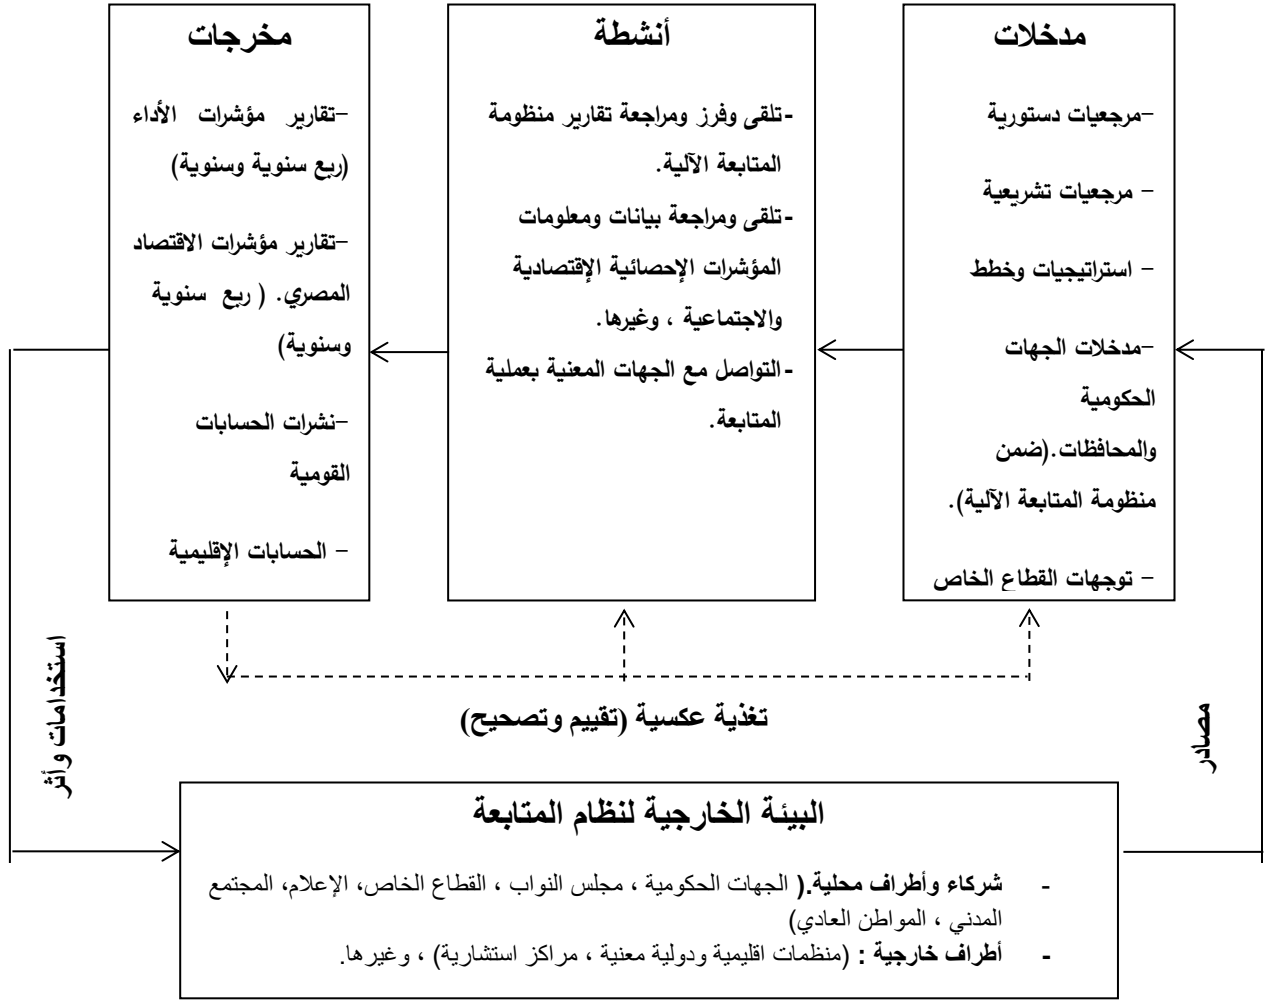 مدخلات
–مرجعيات دستورية
– مرجعيات تشريعية
– استراتيجيات وخطط
–مدخلات الجهات
الحكومية
والمحافظات.(ضمن
منظومة المتابعة الآلية).
– توجهات القطاع الخاص
أنشطة
-تلقى وفرز ومراجعة تقارير منظومة
المتابعة الآلية.
-تلقى ومراجعة بيانات ومعلومات
المؤشرات الإحصائية الإقتصادية
والاجتماعية ، وغيرها.
-التواصل مع الجهات المعنية بعملية
المتابعة.
مخرجات
–تقارير مؤشرات الأداء
(ربع سنوية وسنوية)
–تقارير مؤشرات الاقتصاد
المصري. ( ربع سنوية
وسنوية)
–نشرات الحسابات
القومية
– الحسابات الإقليمية
مصادر
تغذية عكسية (تقييم وتصحيح)
استخدامات وأثر
البيئة الخارجية لنظام المتابعة
- شركاء وأطراف محلية.( الجهات الحكومية ، مجلس النواب ، القطاع الخاص، الإعلام، المجتمع
المدني ، المواطن العادي)
- أطراف خارجية : (منظمات اقليمية ودولية معنية ، مراكز استشارية) ، وغيرها.